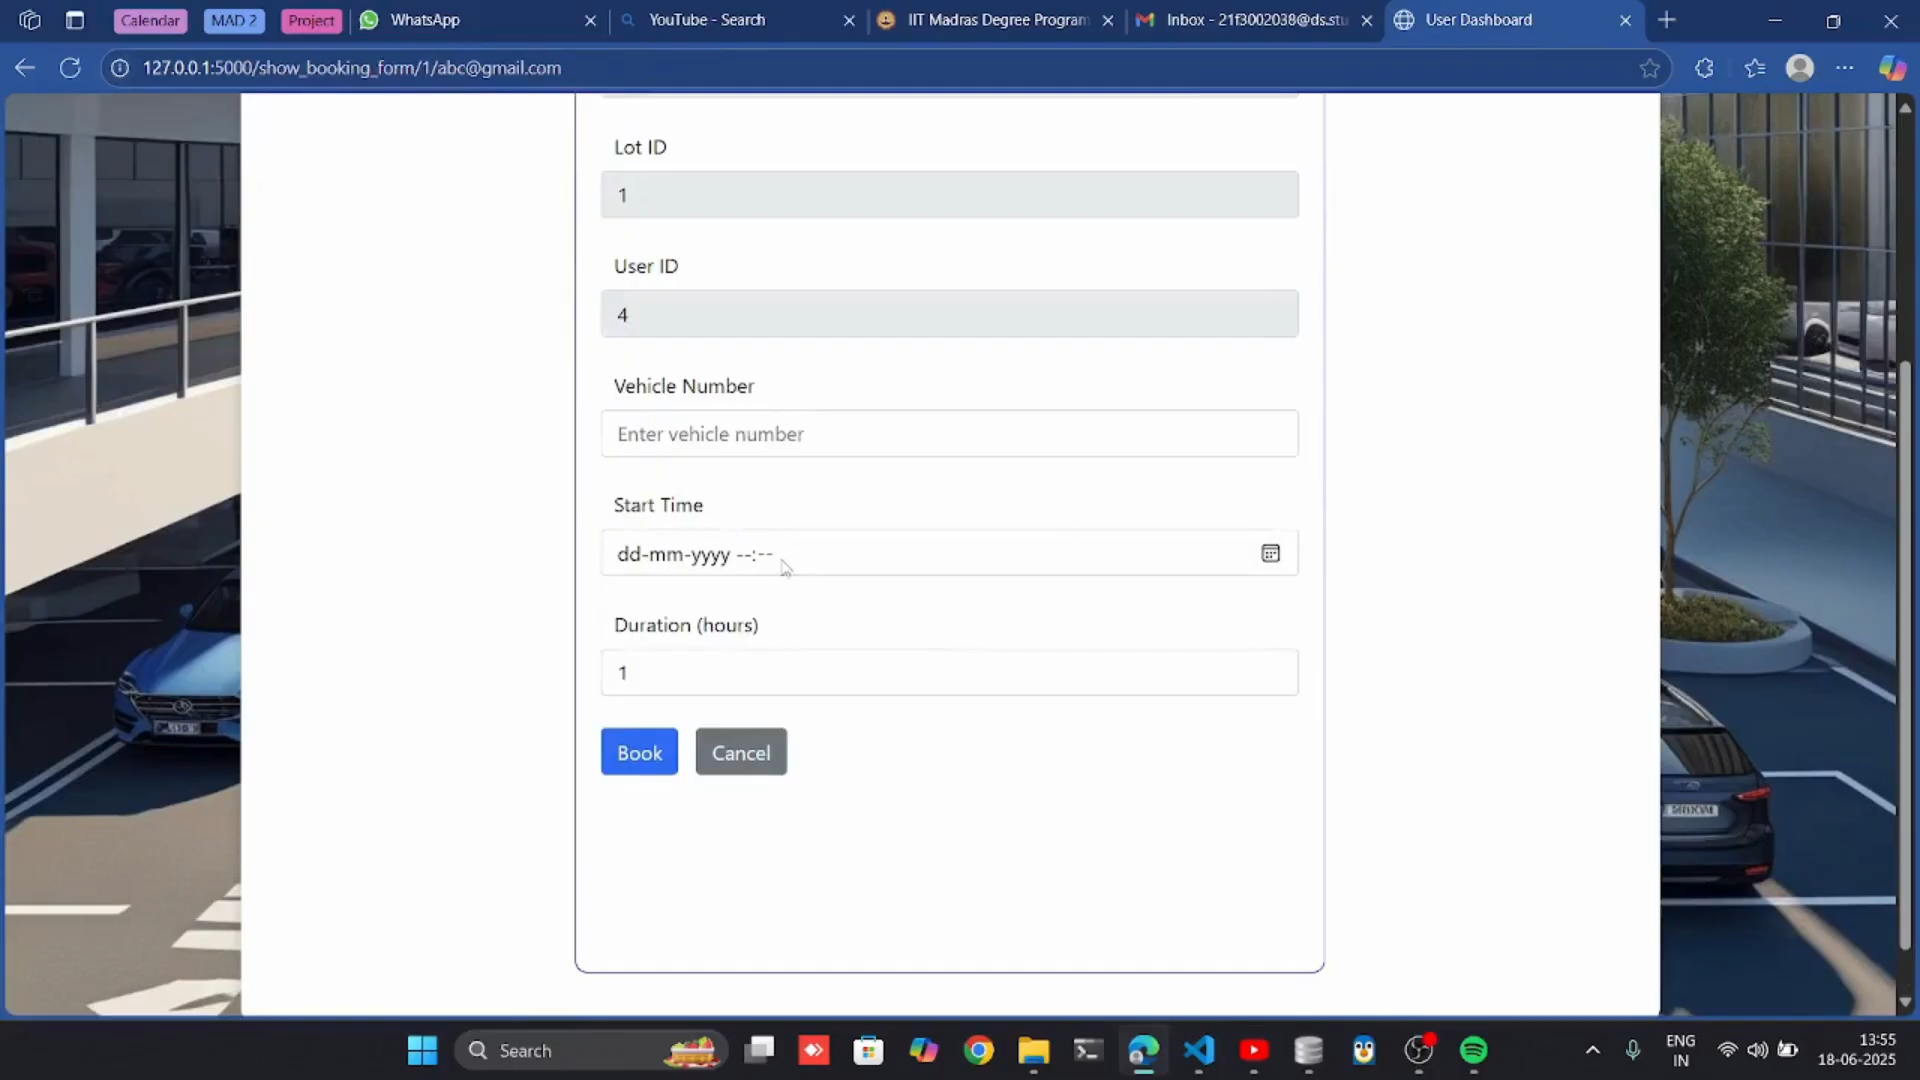 Calendar
MAD 2
Project
WhatsApp
YouTube - Search
IIT Madras Degree Program
Inbox - 21f3002038@ds.stu
User Dashboard
127.0.0.1:5000/show_booking_form/1/abc@gmail.com
Lot ID
1
User ID
4
Vehicle Number
Enter vehicle number
Start Time
dd-mm-yyyy --:--
Duration (hours)
1
Book
Cancel
Search
ENG
IN
13:55
18-06-2025